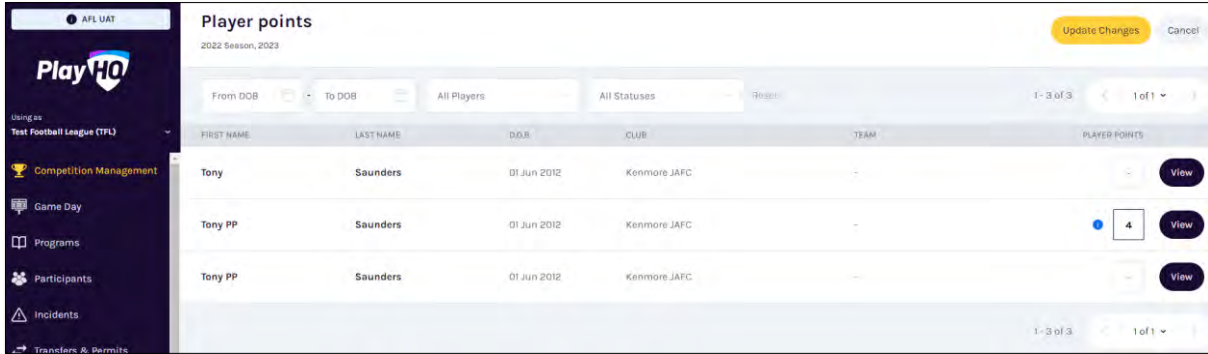 AFL UAT
PlayHQ
Using as
Test Football League (TFL)
Competition Management
Game Day
Programs
Participants
Incidents
Transfers & Permits
Player points
2022 Season, 2023
Update Changes Cancel
From DOB - To DOB All Players All Statuses Reset 1 - 3 of 3 1 of 1
FIRST NAME LAST NAME D.O.B CLUB TEAM PLAYER POINTS
Tony Saunders 01 Jun 2012 Kenmore JAFC - - View
Tony PP Saunders 01 Jun 2012 Kenmore JAFC - 4 View
Tony PP Saunders 01 Jun 2012 Kenmore JAFC - - View
1 - 3 of 3 1 of 1